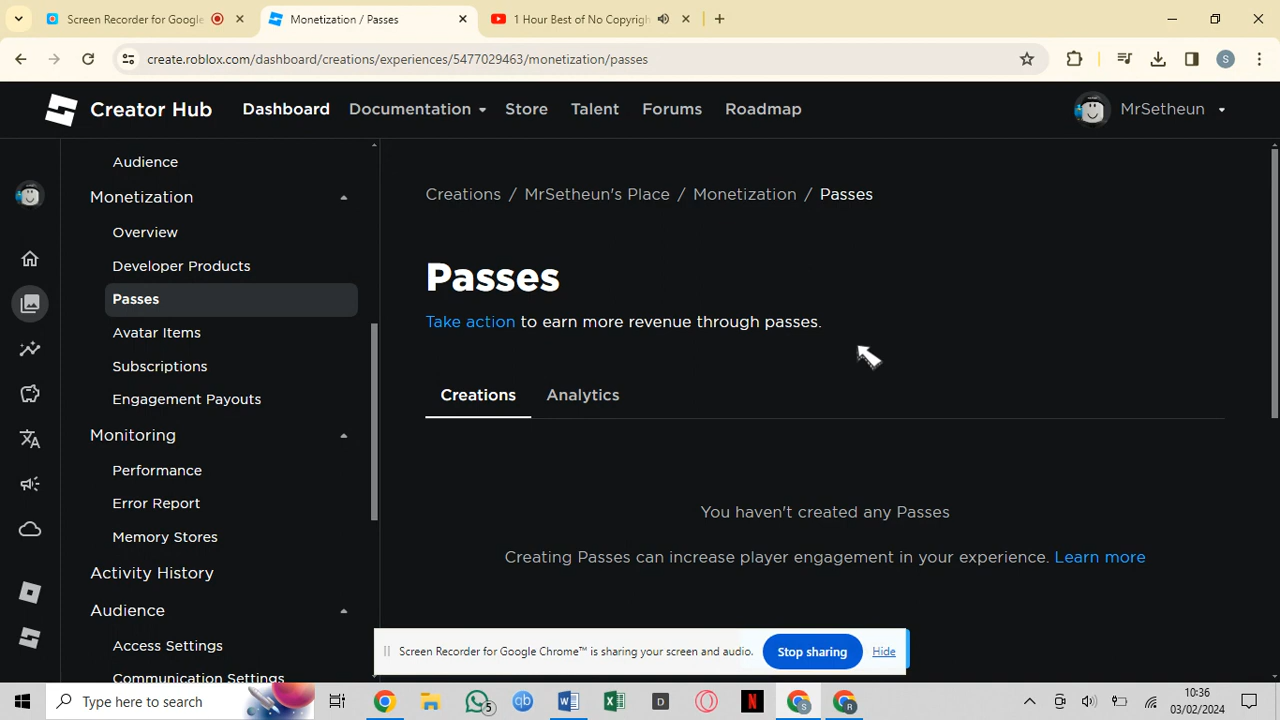 Screen Recorder for Google
Monetization / Passes
1 Hour Best of No Copyrigh
create.roblox.com/dashboard/creations/experiences/5477029463/monetization/passes
S
Creator Hub
Dashboard
Documentation
Store
Talent
Forums
Roadmap
MrSetheun
Audience
Monetization
Overview
Developer Products
Passes
Avatar Items
Subscriptions
Engagement Payouts
Monitoring
Performance
Error Report
Memory Stores
Activity History
Audience
Access Settings
Communication Settings
Creations / MrSetheun's Place / Monetization / Passes
Passes
Take action to earn more revenue through passes.
Creations
Analytics
You haven't created any Passes
Creating Passes can increase player engagement in your experience. Learn more
Screen Recorder for Google Chrome™ is sharing your screen and audio.
Stop sharing
Hide
Type here to search
5
qb
D
N
S
R
10:36
03/02/2024